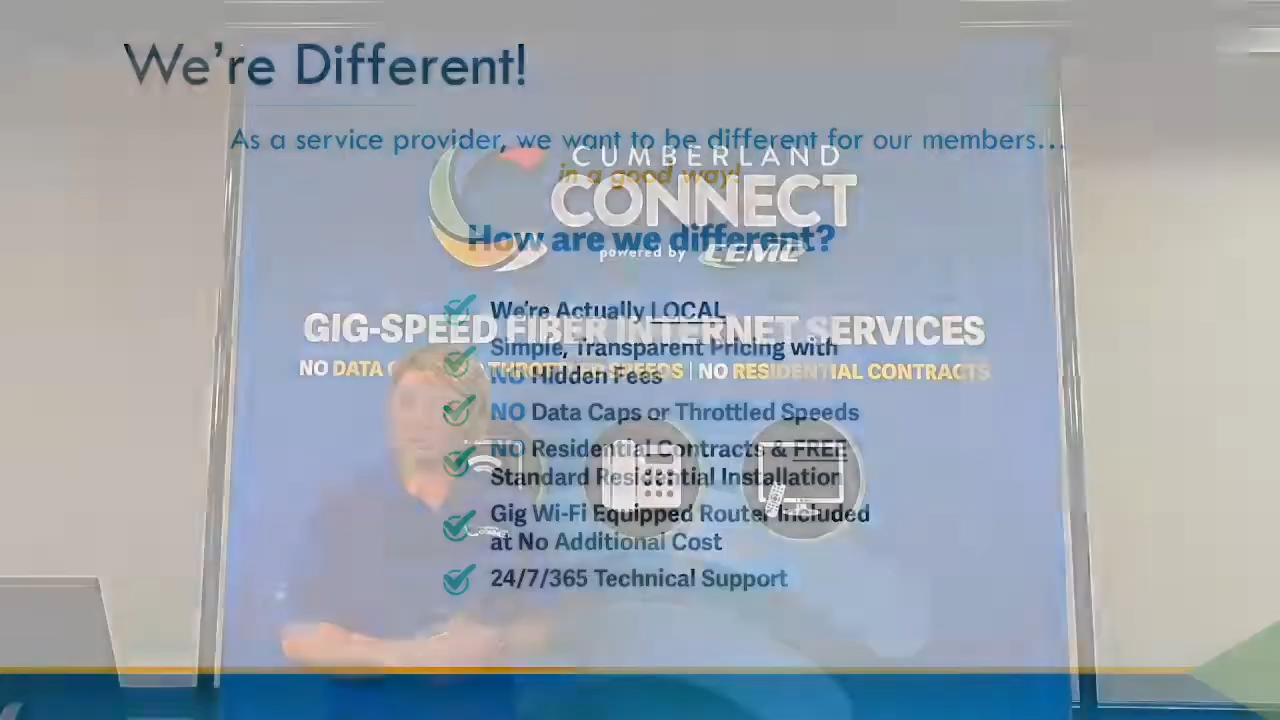 We're Different!
As a service provider, we want to be different for our members...
in a good way!
CUMBERLAND
CONNECT
How are we different?
powered by CEMC
We're Actually LOCAL
GIG-SPEED FIBER INTERNET SERVICES
Simple, Transparent Pricing with
NO Hidden Fees
NO DATA THROTTLED SPEEDS | NO RESIDENTIAL CONTRACTS
NO Data Caps or Throttled Speeds
NO Residential Contracts & FREE
Standard Residential Installation
Gig Wi-Fi Equipped Router Included
at No Additional Cost
24/7/365 Technical Support